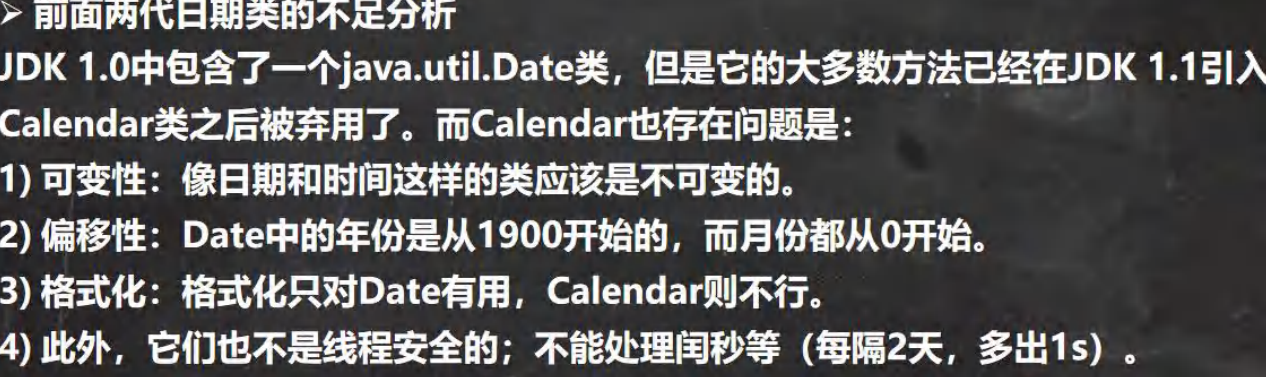 ➢ 前面两代日期类的不足分析
JDK 1.0中包含了一个java.util.Date类，但是它的大多数方法已经在JDK 1.1引入
Calendar类之后被弃用了。而Calendar也存在问题是：
1) 可变性：像日期和时间这样的类应该是不可变的。
2) 偏移性：Date中的年份是从1900开始的，而月份都从0开始。
3) 格式化：格式化只对Date有用，Calendar则不行。
4) 此外，它们也不是线程安全的；不能处理闰秒等（每隔2天，多出1s）。